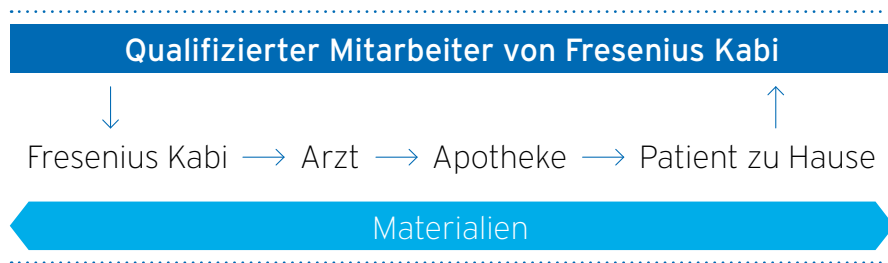 Qualifizierter Mitarbeiter von Fresenius Kabi
Fresenius Kabi → Arzt → Apotheke → Patient zu Hause
Materialien